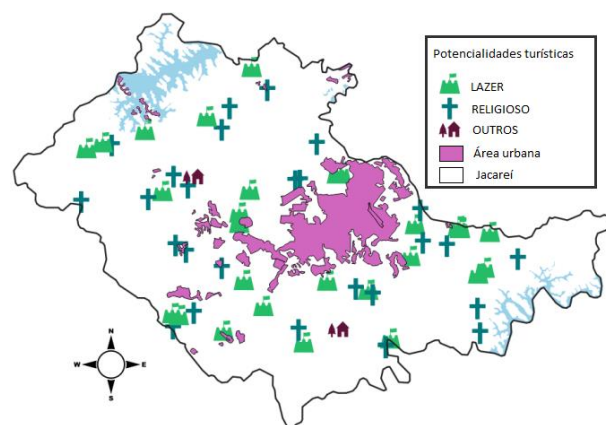 Potencialidades turísticas
LAZER
RELIGIOSO
OUTROS
Área urbana
Jacareí
N
W
E
S